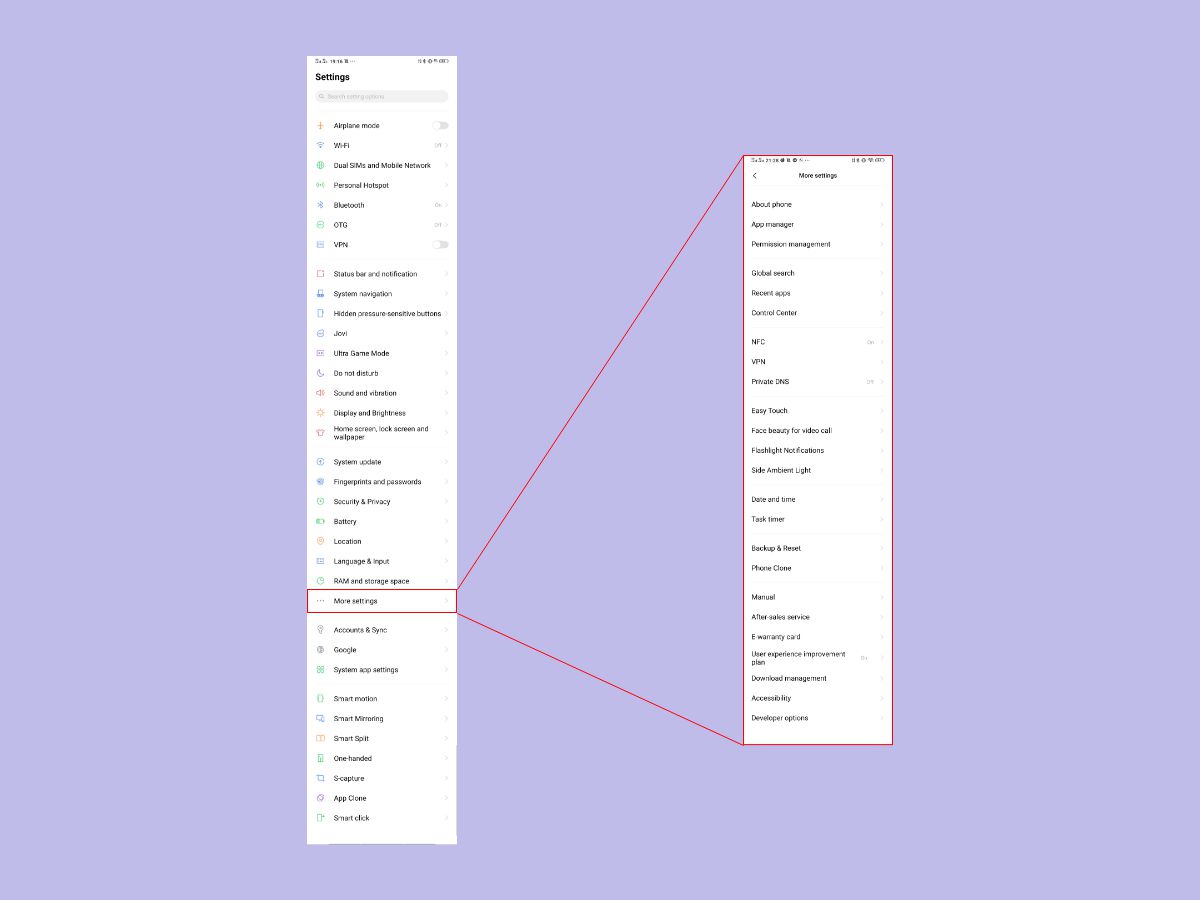 19:16
Settings
Search setting options
Airplane mode
Wi-Fi Off
Dual SIMs and Mobile Network
Personal Hotspot
Bluetooth On
OTG Off
VPN
Status bar and notification
System navigation
Hidden pressure-sensitive buttons
Jovi
Ultra Game Mode
Do not disturb
Sound and vibration
Display and Brightness
Home screen, lock screen and
wallpaper
System update
Fingerprints and passwords
Security & Privacy
Battery
Location
Language & Input
RAM and storage space
More settings
Accounts & Sync
Google
System app settings
Smart motion
Smart Mirroring
Smart Split
One-handed
S-capture
App Clone
Smart click
21:28
More settings
About phone
App manager
Permission management
Global search
Recent apps
Control Center
NFC On
VPN
Private DNS Off
Easy Touch
Face beauty for video call
Flashlight Notifications
Side Ambient Light
Date and time
Task timer
Backup & Reset
Phone Clone
Manual
After-sales service
E-warranty card
User experience improvement
plan On
Download management
Accessibility
Developer options